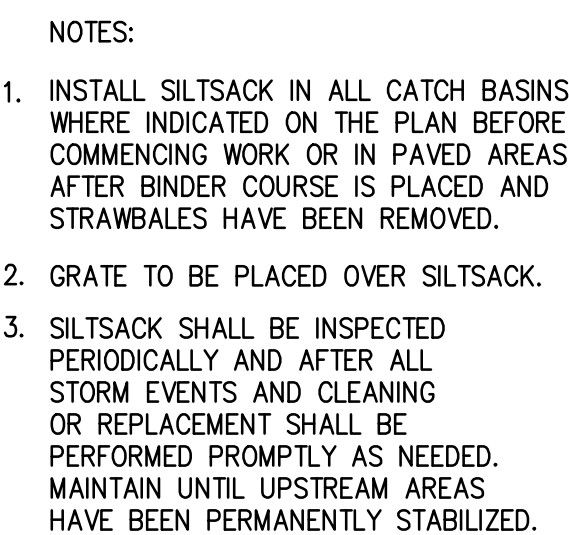 NOTES:
1. INSTALL SILTSACK IN ALL CATCH BASINS
WHERE INDICATED ON THE PLAN BEFORE
COMMENCING WORK OR IN PAVED AREAS
AFTER BINDER COURSE IS PLACED AND
STRAWBALES HAVE BEEN REMOVED.
2. GRATE TO BE PLACED OVER SILTSACK.
3. SILTSACK SHALL BE INSPECTED
PERIODICALLY AND AFTER ALL
STORM EVENTS AND CLEANING
OR REPLACEMENT SHALL BE
PERFORMED PROMPTLY AS NEEDED.
MAINTAIN UNTIL UPSTREAM AREAS
HAVE BEEN PERMANENTLY STABILIZED.